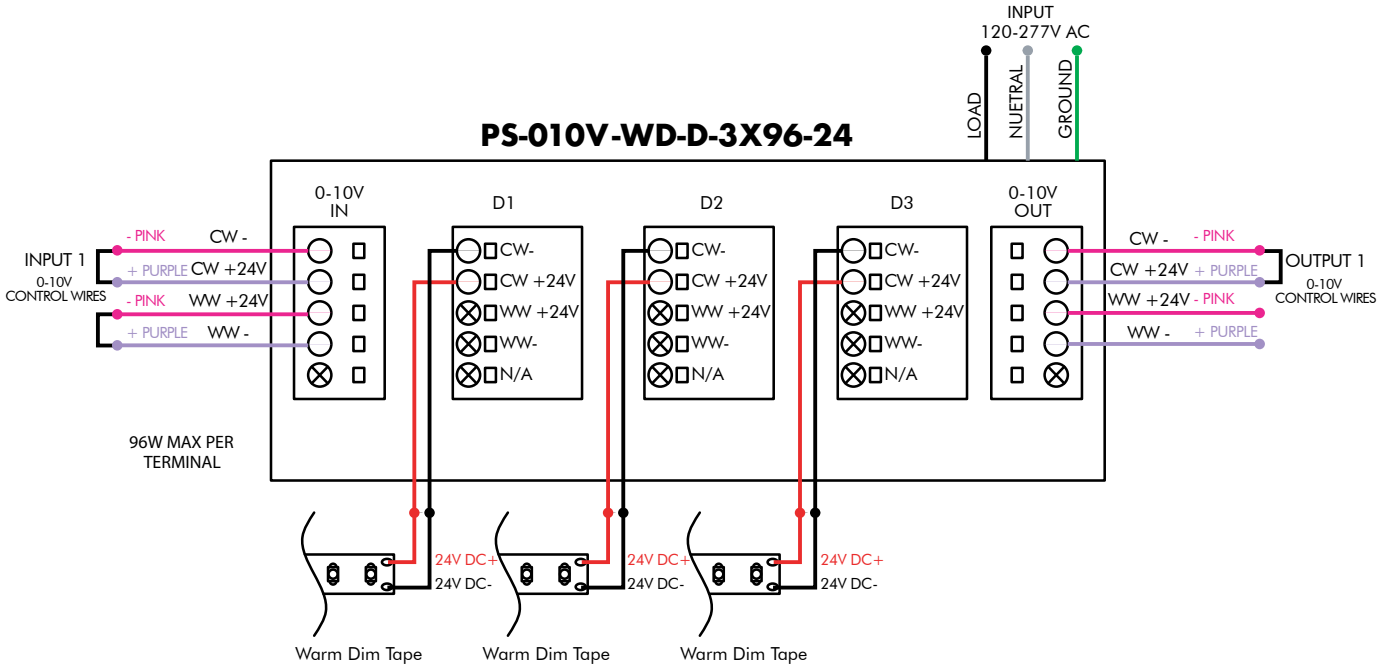 INPUT
120-277V AC
LOAD
NUETRAL
GROUND
PS-010V-WD-D-3X96-24
0-10V
IN
D1
D2
D3
0-10V
OUT
INPUT 1
0-10V
CONTROL WIRES
- PINK CW -
+ PURPLE CW +24V
- PINK WW +24V
+ PURPLE WW -
CW-
CW +24V
WW +24V
WW-
N/A
CW-
CW +24V
WW +24V
WW-
N/A
CW-
CW +24V
WW +24V
WW-
N/A
CW - - PINK
CW +24V + PURPLE
WW +24V - PINK
WW - + PURPLE
OUTPUT 1
0-10V
CONTROL WIRES
96W MAX PER
TERMINAL
24V DC+
24V DC-
24V DC+
24V DC-
24V DC+
24V DC-
Warm Dim Tape
Warm Dim Tape
Warm Dim Tape